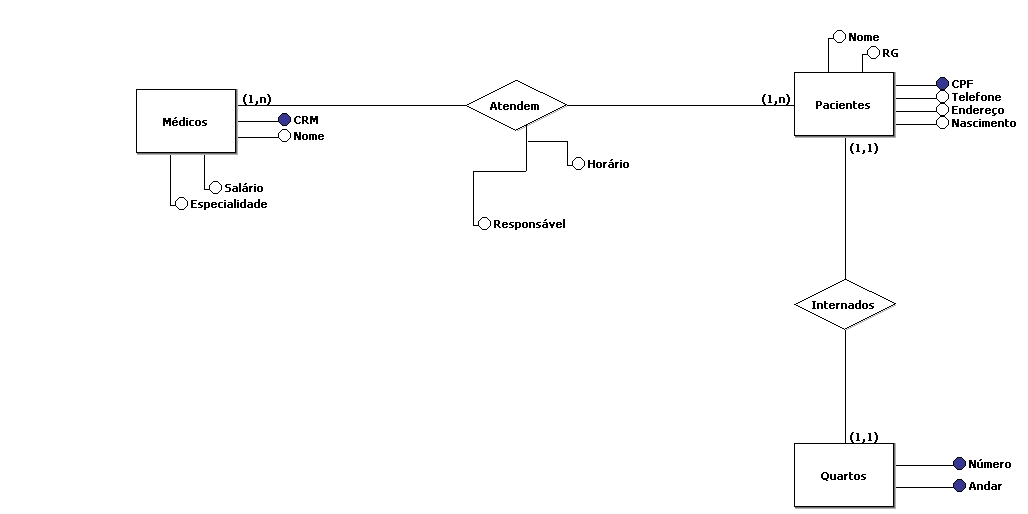 Nome
RG
(1,n)
Atendem
(1,n)
Pacientes
CPF
Telefone
Endereço
Nascimento
Médicos
CRM
Nome
(1,1)
Horário
Salário
Especialidade
Responsável
Internados
(1,1)
Quartos
Número
Andar